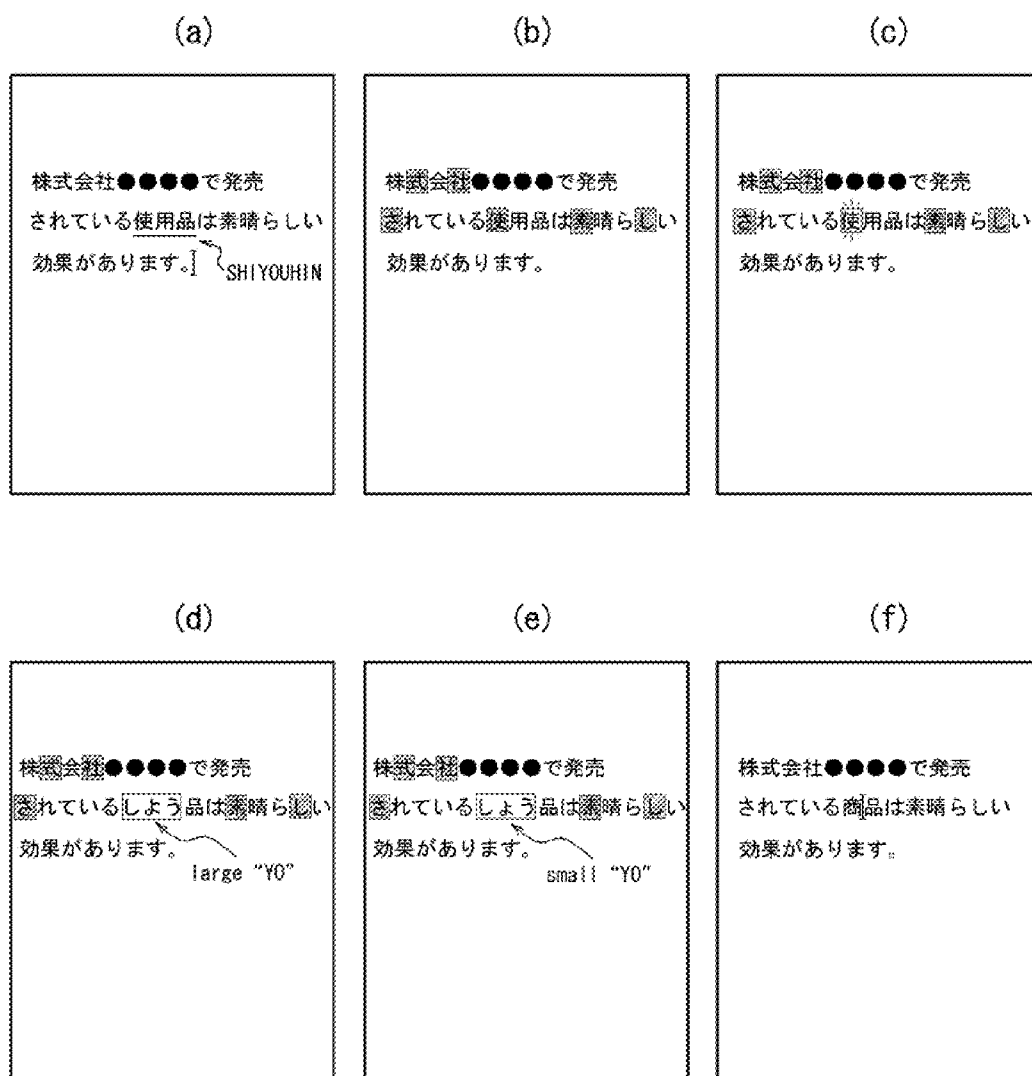 (a)
株式会社●●●●で発売
されている使用品は素晴らしい
効果があります。
SHIYOUHIN
(b)
株式会社●●●●で発売
されている使用品は素晴らしい
効果があります。
(c)
株式会社●●●●で発売
されている使用品は素晴らしい
効果があります。
(d)
株式会社●●●●で発売
されているしよう品は素晴らしい
効果があります。
large "YO"
(e)
株式会社●●●●で発売
されているしょう品は素晴らしい
効果があります。
small "YO"
(f)
株式会社●●●●で発売
されている商品は素晴らしい
効果があります。